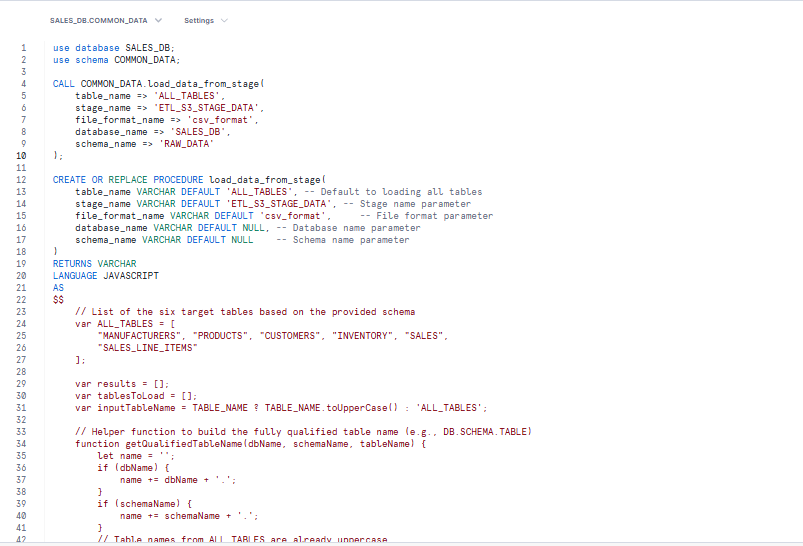 SALES_DB.COMMON_DATA Settings
1 use database SALES_DB;
2 use schema COMMON_DATA;
3
4 CALL COMMON_DATA.load_data_from_stage(
5 table_name => 'ALL_TABLES',
6 stage_name => 'ETL_S3_STAGE_DATA',
7 file_format_name => 'csv_format',
8 database_name => 'SALES_DB',
9 schema_name => 'RAW_DATA'
10 );
11
12 CREATE OR REPLACE PROCEDURE load_data_from_stage(
13 table_name VARCHAR DEFAULT 'ALL_TABLES', -- Default to loading all tables
14 stage_name VARCHAR DEFAULT 'ETL_S3_STAGE_DATA', -- Stage name parameter
15 file_format_name VARCHAR DEFAULT 'csv_format', -- File format parameter
16 database_name VARCHAR DEFAULT NULL, -- Database name parameter
17 schema_name VARCHAR DEFAULT NULL -- Schema name parameter
18 )
19 RETURNS VARCHAR
20 LANGUAGE JAVASCRIPT
21 AS
22 $$
23 // List of the six target tables based on the provided schema
24 var ALL_TABLES = [
25 "MANUFACTURERS", "PRODUCTS", "CUSTOMERS", "INVENTORY", "SALES",
26 "SALES_LINE_ITEMS"
27 ];
28
29 var results = [];
30 var tablesToLoad = [];
31 var inputTableName = TABLE_NAME ? TABLE_NAME.toUpperCase() : 'ALL_TABLES';
32
33 // Helper function to build the fully qualified table name (e.g., DB.SCHEMA.TABLE)
34 function getQualifiedTableName(dbName, schemaName, tableName) {
35 let name = '';
36 if (dbName) {
37 name += dbName + '.';
38 }
39 if (schemaName) {
40 name += schemaName + '.';
41 }
42 // Table names from ALL_TABLES are already uppercase